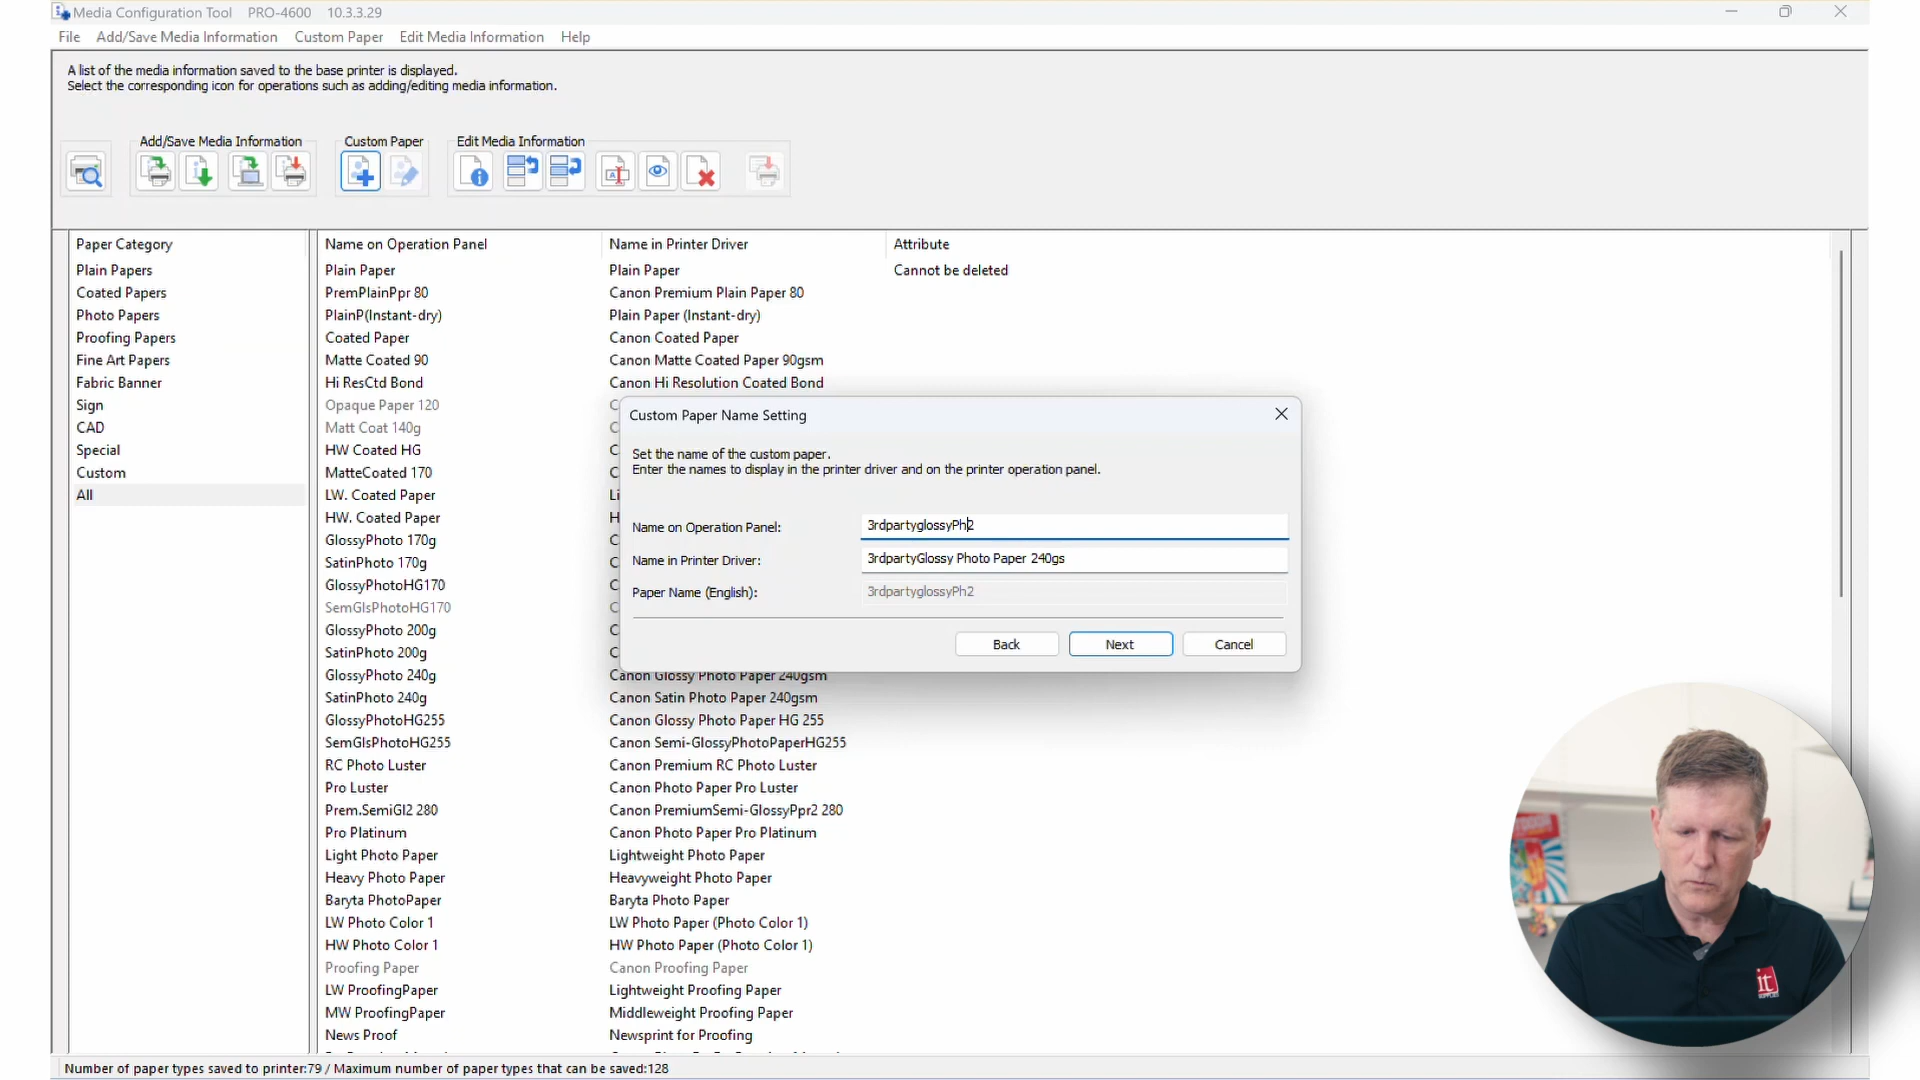 Media Configuration Tool PRO-4600 10.3.3.29
File Add/Save Media Information Custom Paper Edit Media Information Help
A list of the media information saved to the base printer is displayed.
Select the corresponding icon for operations such as adding/editing media information.
Add/Save Media Information Custom Paper Edit Media Information
Paper Category Name on Operation Panel Name in Printer Driver Attribute
Plain Papers Plain Paper Plain Paper Cannot be deleted
Coated Papers PremPlainPpr 80 Canon Premium Plain Paper 80
Photo Papers PlainP(Instant-dry) Plain Paper (Instant-dry)
Proofing Papers Coated Paper Canon Coated Paper
Fine Art Papers Matte Coated 90 Canon Matte Coated Paper 90gsm
Fabric Banner Hi ResCtd Bond Canon Hi Resolution Coated Bond
Sign Opaque Paper 120
CAD Matt Coat 140g
Special HW Coated HG
Custom MatteCoated 170
All LW. Coated Paper
HW. Coated Paper
GlossyPhoto 170g
SatinPhoto 170g
GlossyPhotoHG170
SemGlsPhotoHG170
GlossyPhoto 200g
SatinPhoto 200g
Custom Paper Name Setting
Set the name of the custom paper.
Enter the names to display in the printer driver and on the printer operation panel.
Name on Operation Panel: 3rdpartyglossyPh2
Name in Printer Driver: 3rdpartyGlossy Photo Paper 240gs
Paper Name (English): 3rdpartyglossyPh2
Back Next Cancel
GlossyPhoto 240g Canon Glossy Photo Paper 240gsm
SatinPhoto 240g Canon Satin Photo Paper 240gsm
GlossyPhotoHG255 Canon Glossy Photo Paper HG 255
SemGlsPhotoHG255 Canon Semi-GlossyPhotoPaperHG255
RC Photo Luster Canon Premium RC Photo Luster
Pro Luster Canon Photo Paper Pro Luster
Prem.SemiGl2 280 Canon PremiumSemi-GlossyPpr2 280
Pro Platinum Canon Photo Paper Pro Platinum
Light Photo Paper Lightweight Photo Paper
Heavy Photo Paper Heavyweight Photo Paper
Baryta PhotoPaper Baryta Photo Paper
LW Photo Color 1 LW Photo Paper (Photo Color 1)
HW Photo Color 1 HW Photo Paper (Photo Color 1)
Proofing Paper Canon Proofing Paper
LW ProofingPaper Lightweight Proofing Paper
MW ProofingPaper Middleweight Proofing Paper
News Proof Newsprint for Proofing
Number of paper types saved to printer:79 / Maximum number of paper types that can be saved:128
it
SUPPLIES